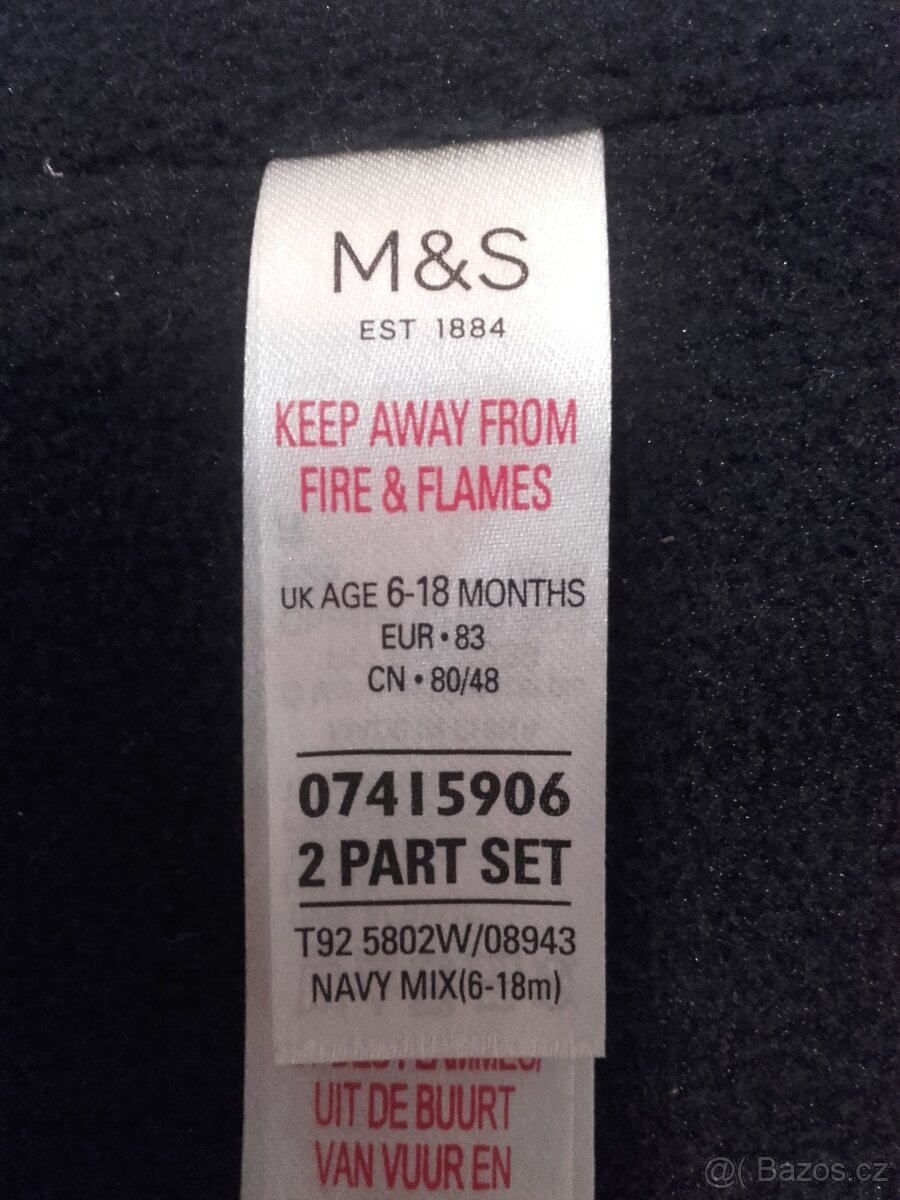 M&S
EST 1884
KEEP AWAY FROM
FIRE & FLAMES
UK AGE 6-18 MONTHS
EUR • 83
CN • 80/48
07415906
2 PART SET
T92 5802W/08943
NAVY MIX(6-18m)
UIT DE BUURT
VAN VUUR EN
@( Bazos.cz